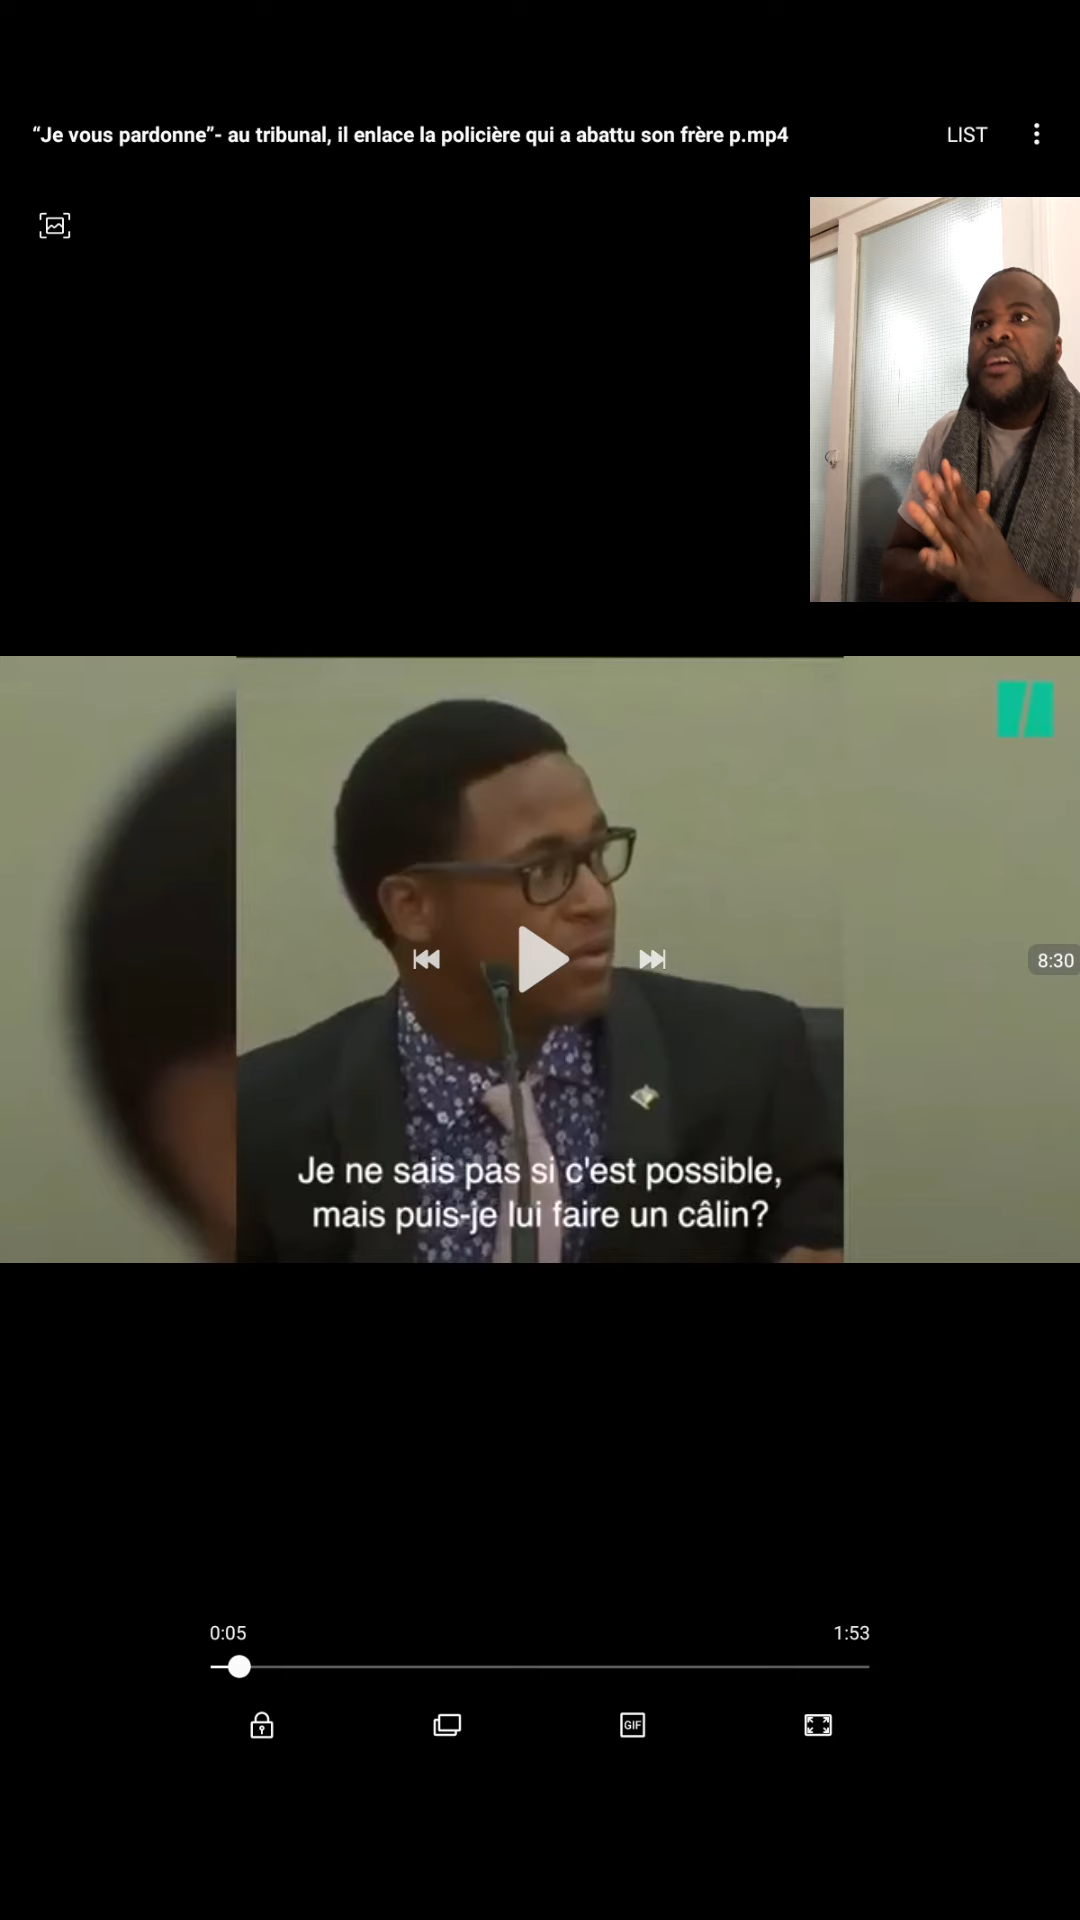 “Je vous pardonne”- au tribunal, il enlace la policière qui a abattu son frère p.mp4
LIST
8:30
Je ne sais pas si c'est possible,
mais puis-je lui faire un câlin?
0:05
1:53
GIF